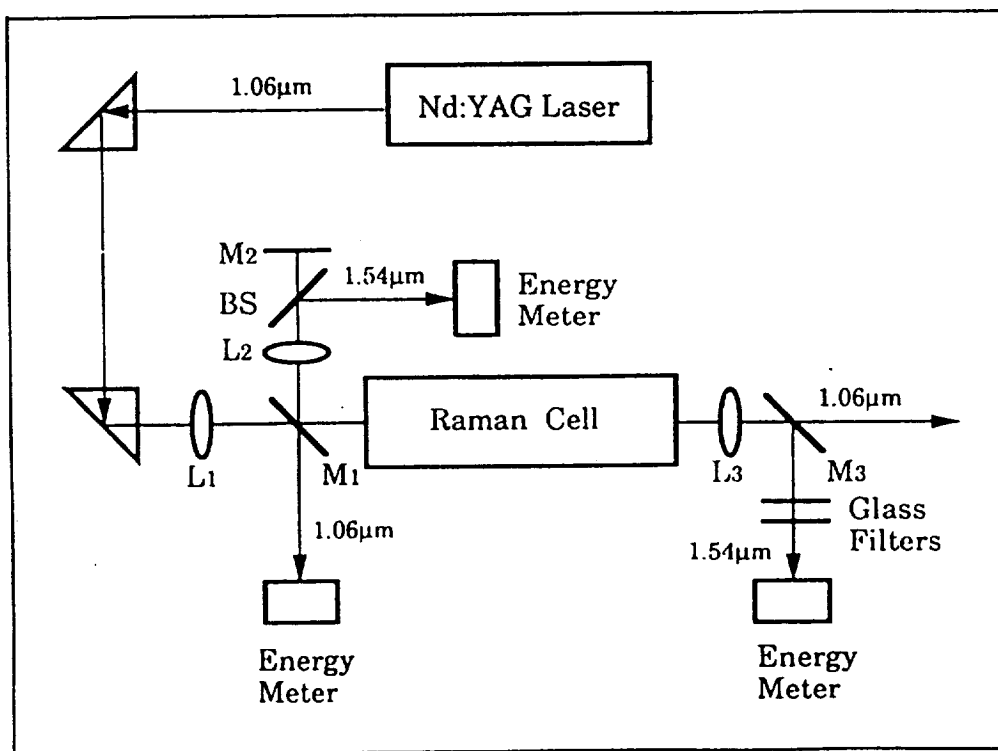 1.06µm
Nd:YAG Laser
M2
1.54µm
BS
Energy
Meter
L2
Raman Cell
1.06µm
L1
M1
L3
M3
1.06µm
Glass
Filters
1.54µm
Energy
Meter
Energy
Meter